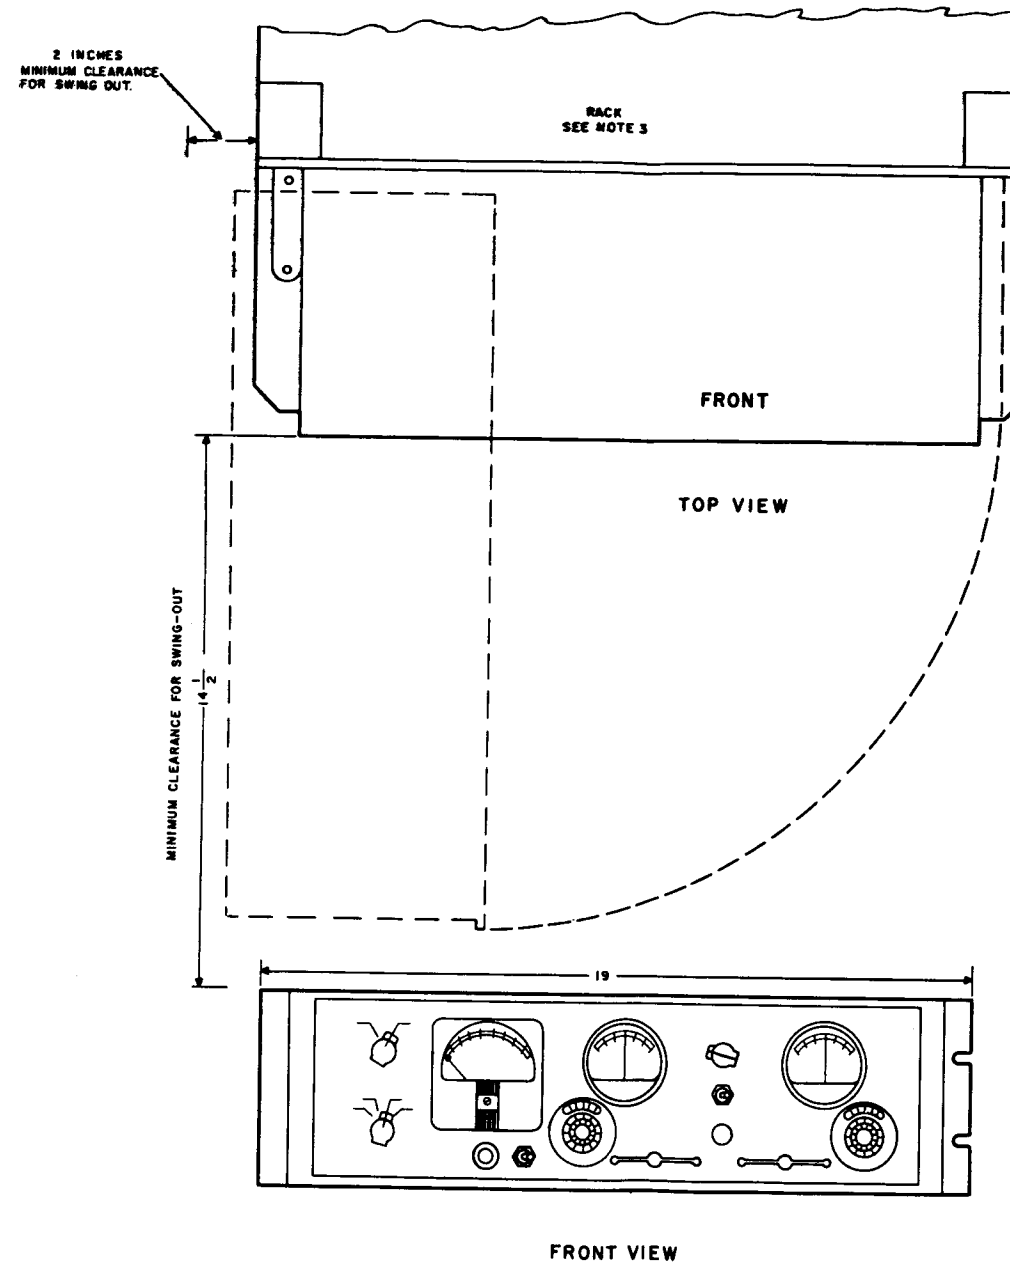 2 INCHES
MINIMUM CLEARANCE
FOR SWING OUT.
RACK
SEE NOTE 3
FRONT
TOP VIEW
MINIMUM CLEARANCE FOR SWING-OUT
14 1/2
19
FRONT VIEW